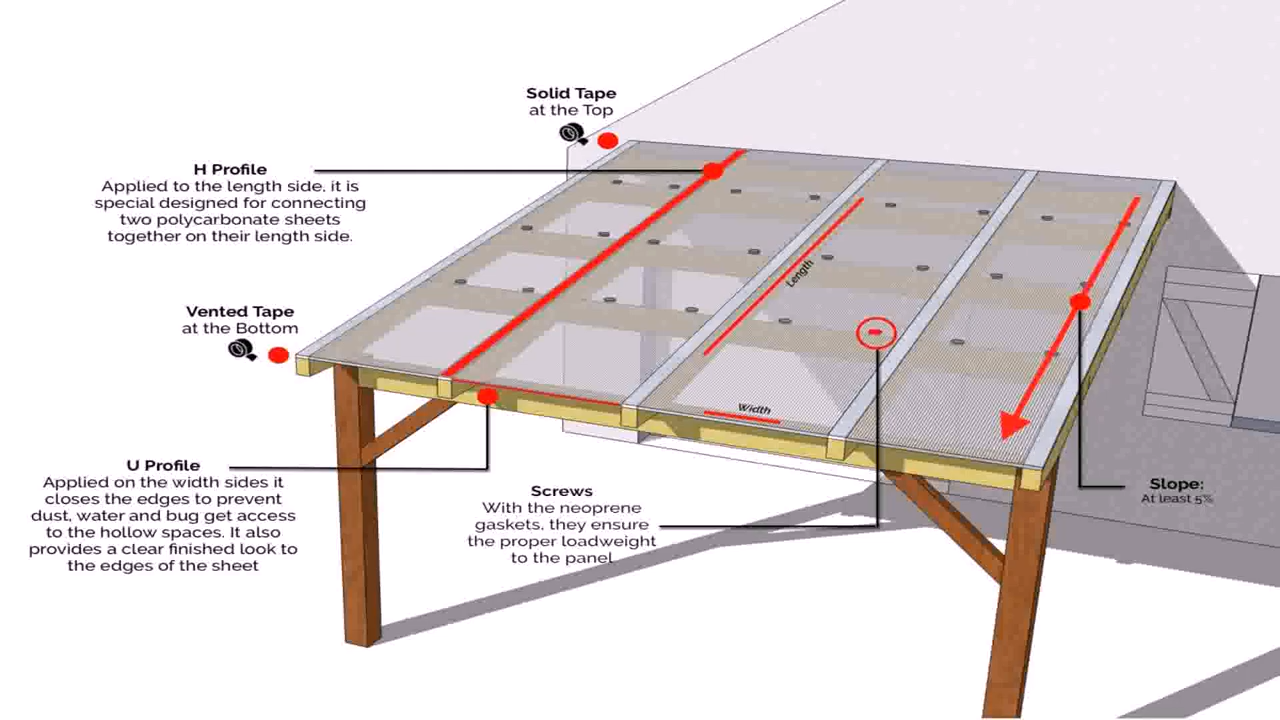 Solid Tape
at the Top
H Profile
Applied to the length side, it is
special designed for connecting
two polycarbonate sheets
together on their length side.
Length
Vented Tape
at the Bottom
Width
U Profile
Applied on the width sides it
closes the edges to prevent
dust, water and bug get access
to the hollow spaces. It also
provides a clear finished look to
the edges of the sheet
Screws
With the neoprene
gaskets, they ensure
the proper loadweight
to the panel.
Slope:
At least 5%